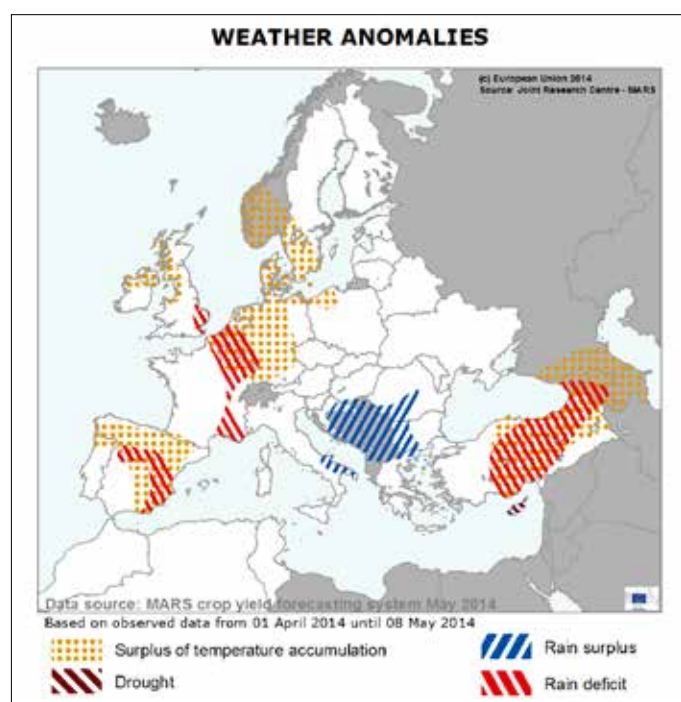 WEATHER ANOMALIES
(c) European Union 2014
Source: Joint Research Centre - MARS
Data source: MARS crop yield forecasting system May 2014
Based on observed data from 01 April 2014 until 08 May 2014
Surplus of temperature accumulation
Rain surplus
Drought
Rain deficit